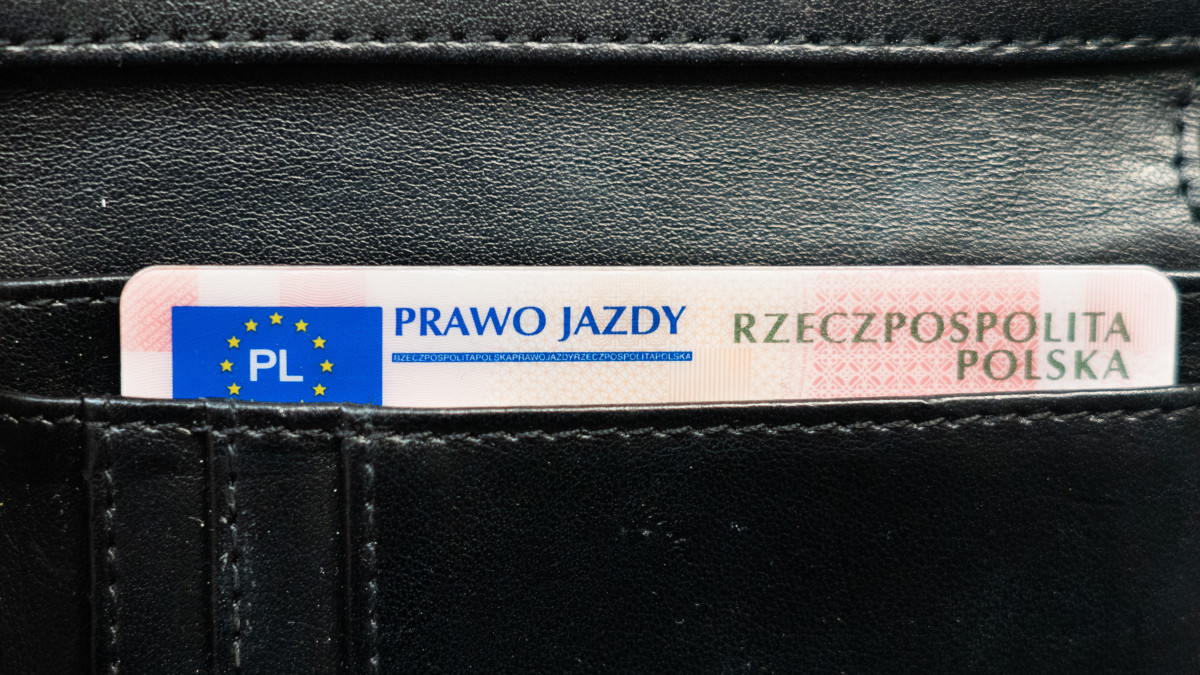 PL
PRAWO JAZDY
RZECZPOSPOLITAPOLSKAPRAWOJAZDYRZECZPOSPOLITAPOLSKA
RZECZPOSPOLITA
POLSKA